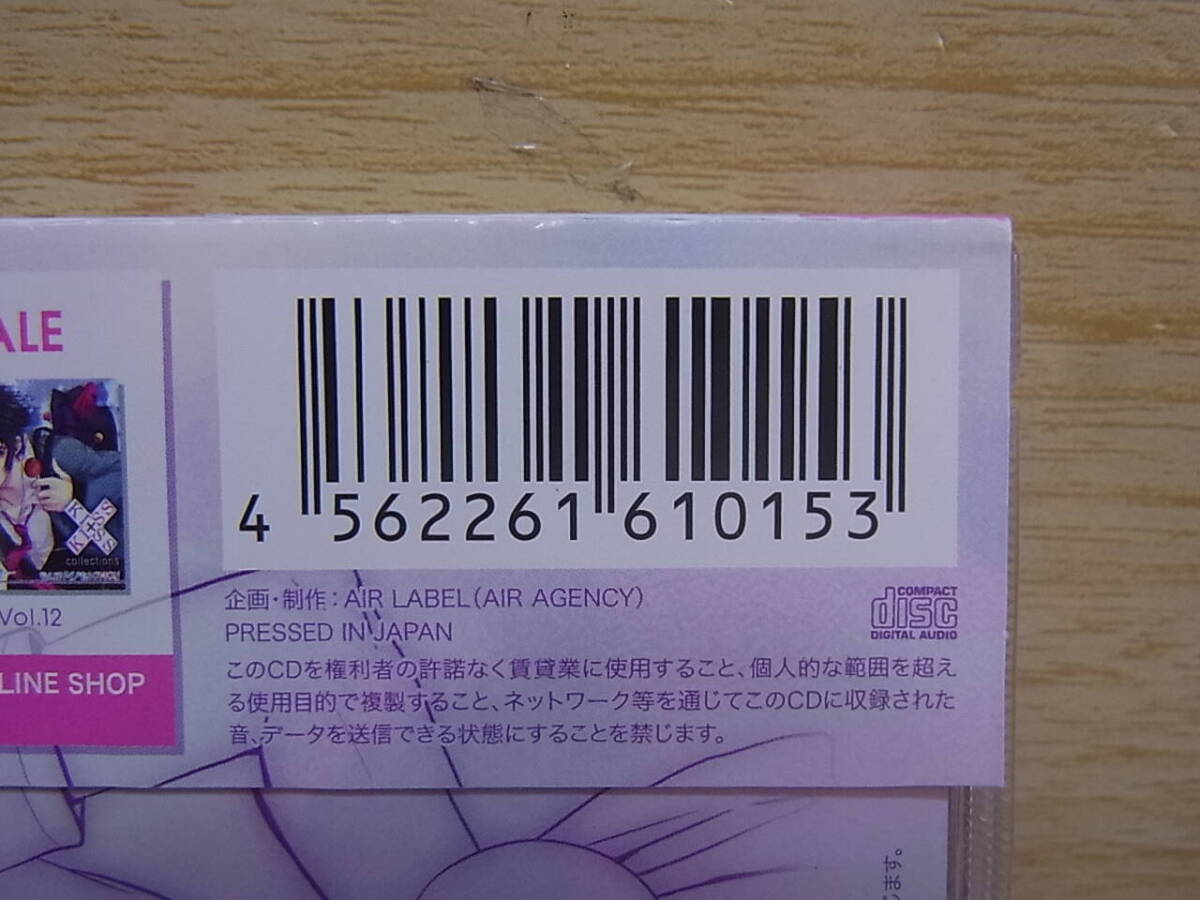 ALE
KISS
KISS
collections
Vol.12
LINE SHOP
4 562261 610153
企画・制作：AIR LABEL（AIR AGENCY）
PRESSED IN JAPAN
COMPACT
disc
DIGITAL AUDIO
このCDを権利者の許諾なく賃貸業に使用すること、個人的な範囲を超え
る使用目的で複製すること、ネットワーク等を通じてこのCDに収録された
音、データを送信できる状態にすることを禁じます。
ます。